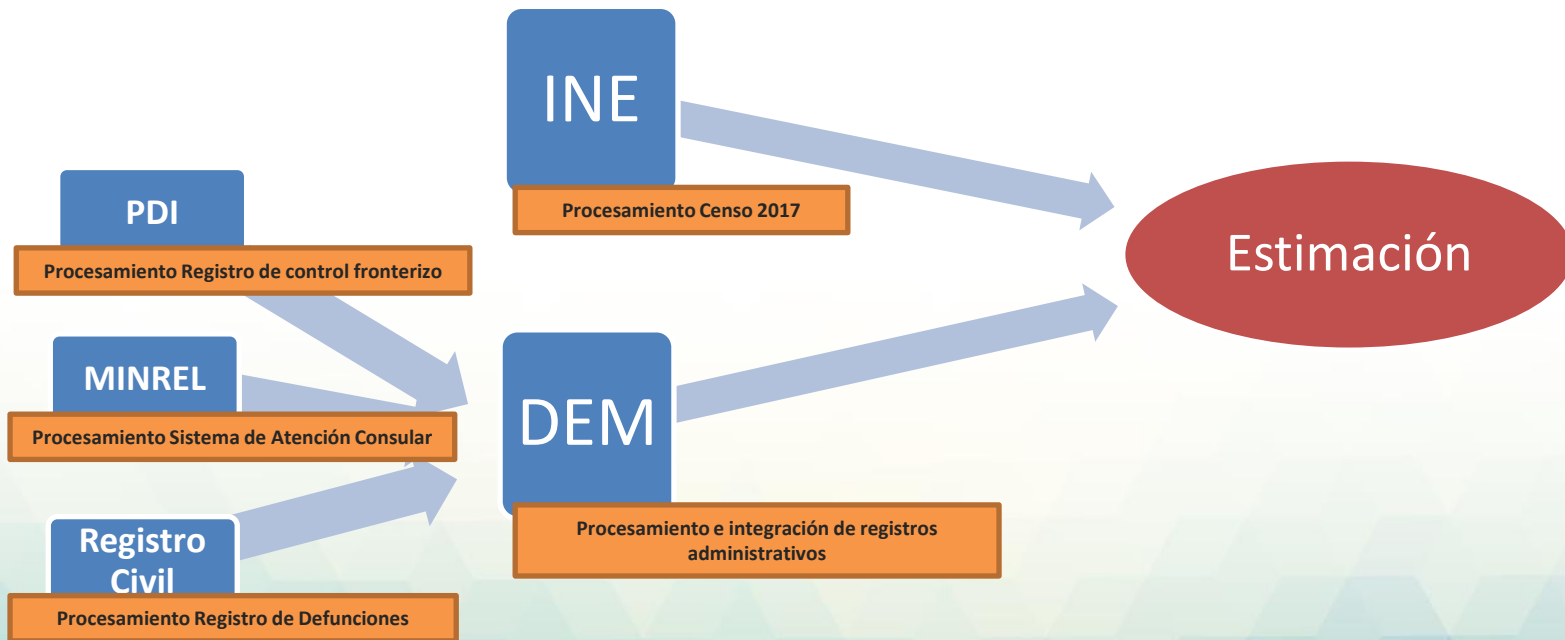 INE
Procesamiento Censo 2017
PDI
Procesamiento Registro de control fronterizo
MINREL
Procesamiento Sistema de Atención Consular
Registro
Civil
Procesamiento Registro de Defunciones
DEM
Procesamiento e integración de registros
administrativos
Estimación